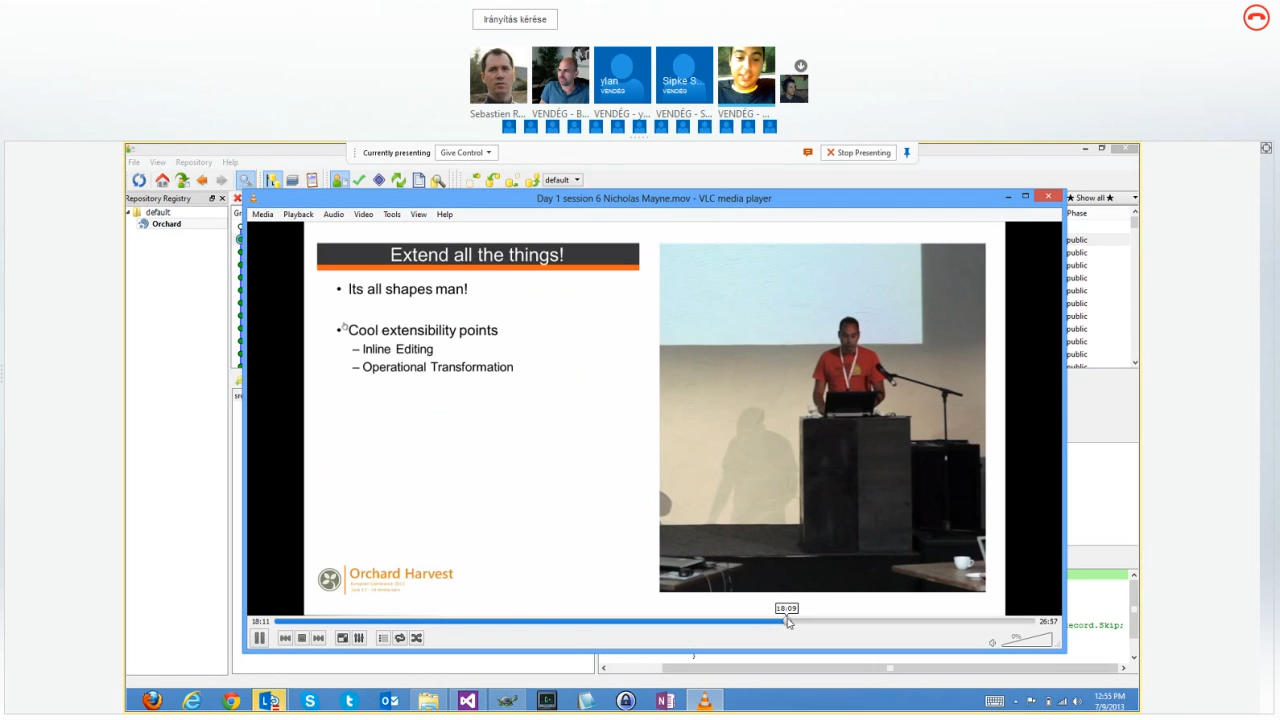 Irányítás kérése
ylan
VENDÉG
Sipke S...
VENDÉG
Sebastien R...
VENDÉG - B...
VENDÉG - y...
VENDÉG - S...
VENDÉG - ...
Currently presenting
Give Control
Stop Presenting
File View Repository Help
default
Repository Registry
default
Orchard
Show all
Phase
public
public
public
public
public
public
public
public
public
public
public
Day 1 session 6 Nicholas Mayne.mov - VLC media player
Media Playback Audio Video Tools View Help
Extend all the things!
• Its all shapes man!
• Cool extensibility points
– Inline Editing
– Operational Transformation
Orchard Harvest
18:09
18:11
26:57
0%
ecord.Skip;
}
12:55 PM
7/9/2013